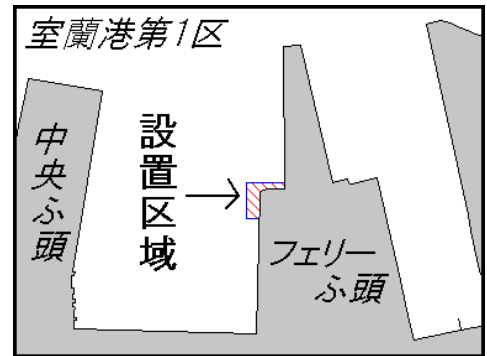 室蘭港第1区
中央ふ頭
設置区域
フェリー
ふ頭